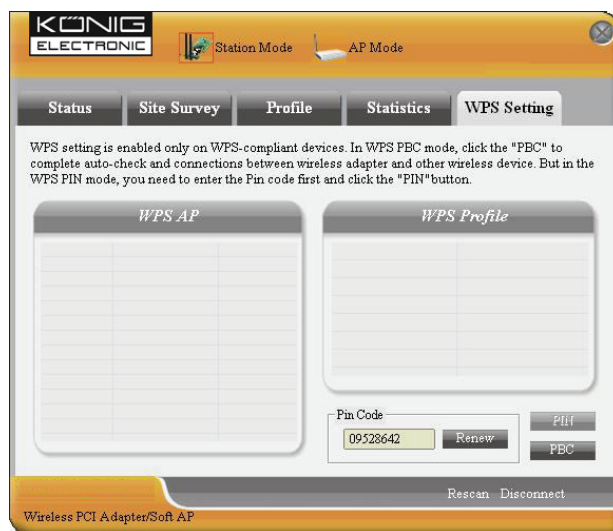 KÖNIG
ELECTRONIC
Station Mode AP Mode
Status Site Survey Profile Statistics WPS Setting
WPS setting is enabled only on WPS-compliant devices. In WPS PBC mode, click the "PBC" to
complete auto-check and connections between wireless adapter and other wireless device. But in the
WPS PIN mode, you need to enter the Pin code first and click the "PIN"button.
WPS AP WPS Profile
Pin Code
09528642 Renew
PIN
PBC
Rescan Disconnect
Wireless PCI Adapter/Soft AP